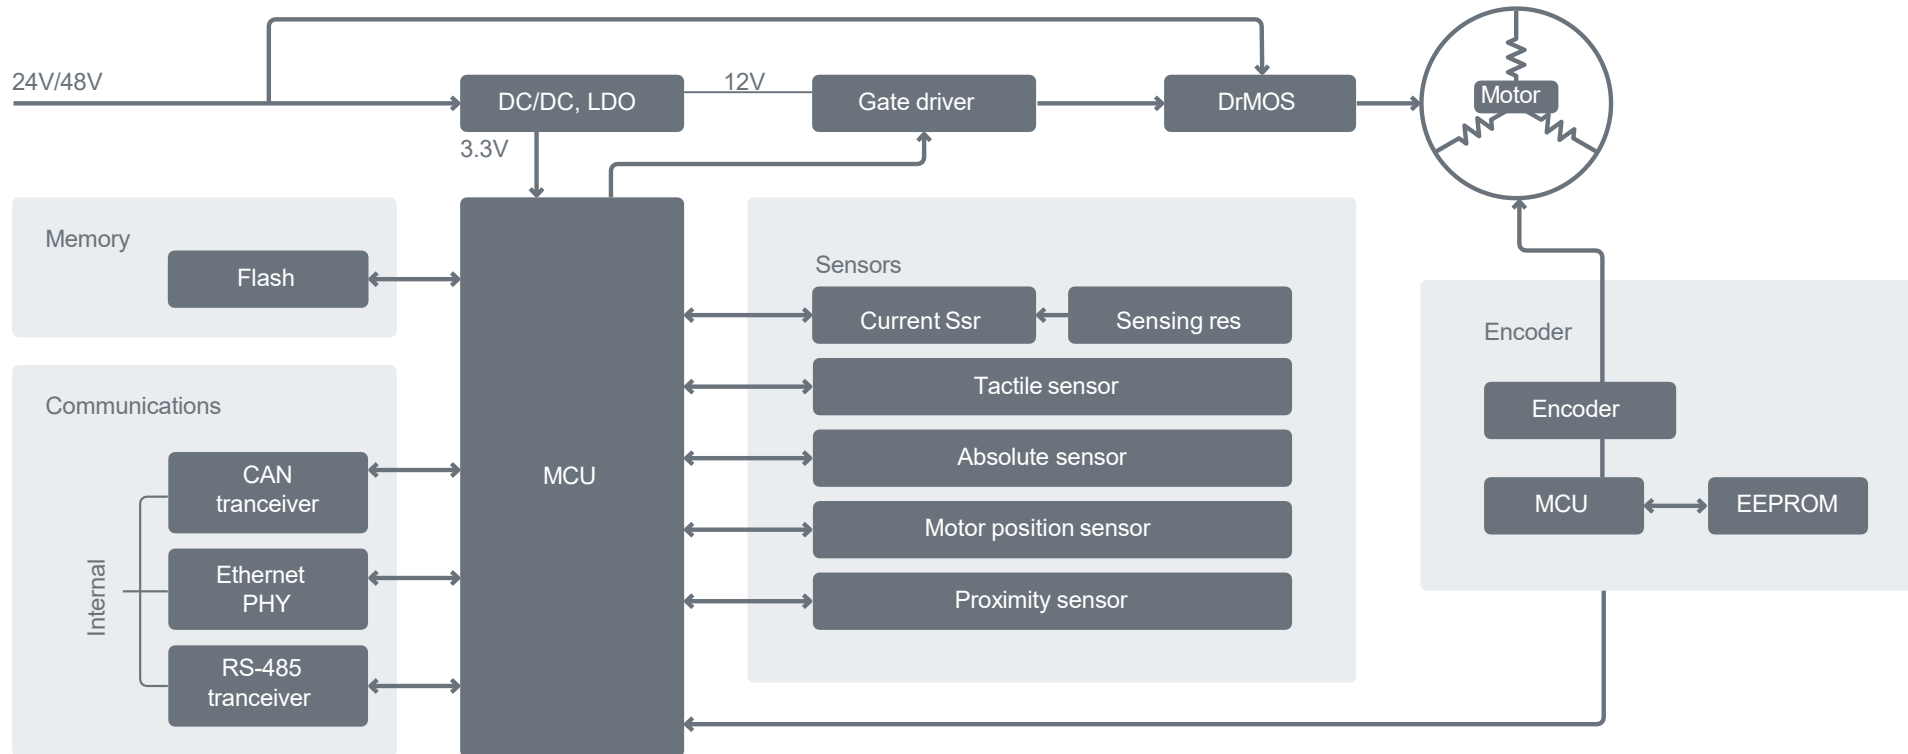 24V/48V
DC/DC, LDO
12V
Gate driver
DrMOS
Motor
3.3V
Memory
Flash
Communications
CAN
tranceiver
Ethernet
PHY
RS-485
tranceiver
Internal
MCU
Sensors
Current Ssr
Sensing res
Tactile sensor
Absolute sensor
Motor position sensor
Proximity sensor
Encoder
Encoder
MCU
EEPROM